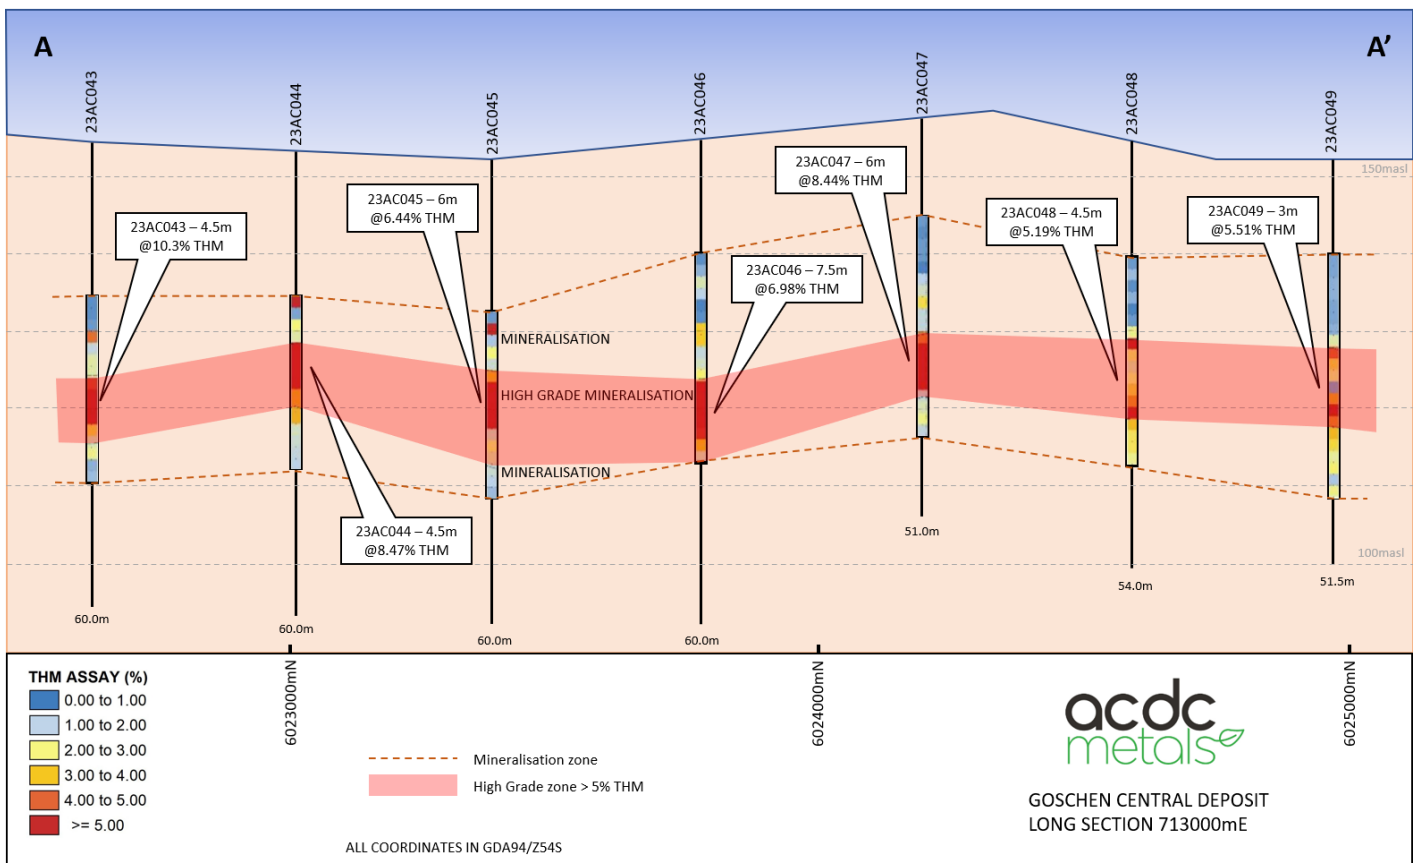 A
A’
23AC043
23AC044
23AC045
23AC046
23AC047
23AC048
23AC049
150masl
23AC043 – 4.5m
@10.3% THM
23AC045 – 6m
@6.44% THM
23AC047 – 6m
@8.44% THM
23AC048 – 4.5m
@5.19% THM
23AC049 – 3m
@5.51% THM
23AC046 – 7.5m
@6.98% THM
MINERALISATION
HIGH GRADE MINERALISATION
MINERALISATION
23AC044 – 4.5m
@8.47% THM
100masl
60.0m
60.0m
60.0m
60.0m
51.0m
54.0m
51.5m
6023000mN
6024000mN
6025000mN
THM ASSAY (%)
0.00 to 1.00
1.00 to 2.00
2.00 to 3.00
3.00 to 4.00
4.00 to 5.00
>= 5.00
Mineralisation zone
High Grade zone > 5% THM
ALL COORDINATES IN GDA94/Z54S
acdc
metals
GOSCHEN CENTRAL DEPOSIT
LONG SECTION 713000mE